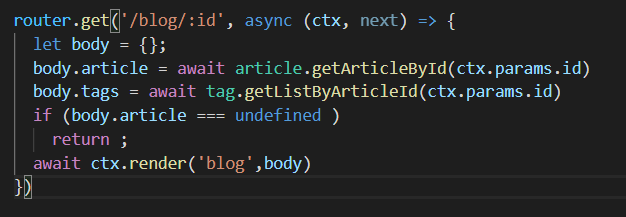 router.get('/blog/:id', async (ctx, next) => {
  let body = {};
  body.article = await article.getArticleById(ctx.params.id)
  body.tags = await tag.getListByArticleId(ctx.params.id)
  if (body.article === undefined )
    return ;
  await ctx.render('blog',body)
})